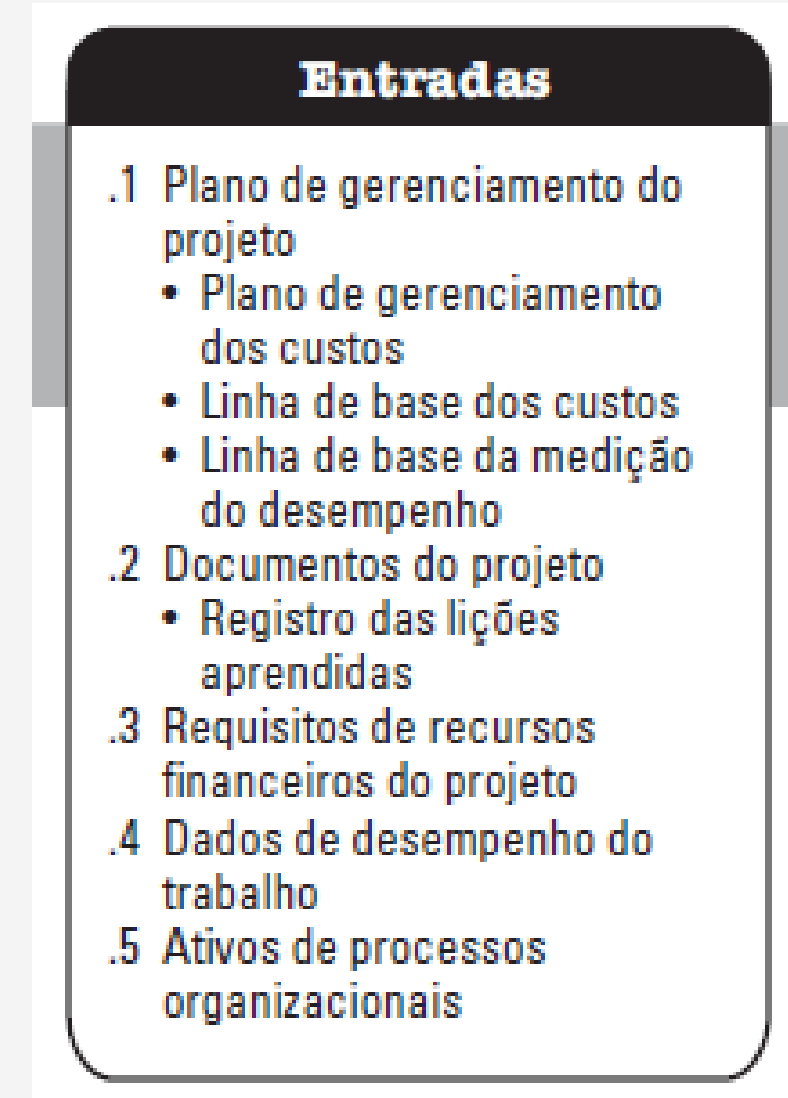 Entradas
.1 Plano de gerenciamento do
projeto
• Plano de gerenciamento
dos custos
• Linha de base dos custos
• Linha de base da medição
do desempenho
.2 Documentos do projeto
• Registro das lições
aprendidas
.3 Requisitos de recursos
financeiros do projeto
.4 Dados de desempenho do
trabalho
.5 Ativos de processos
organizacionais